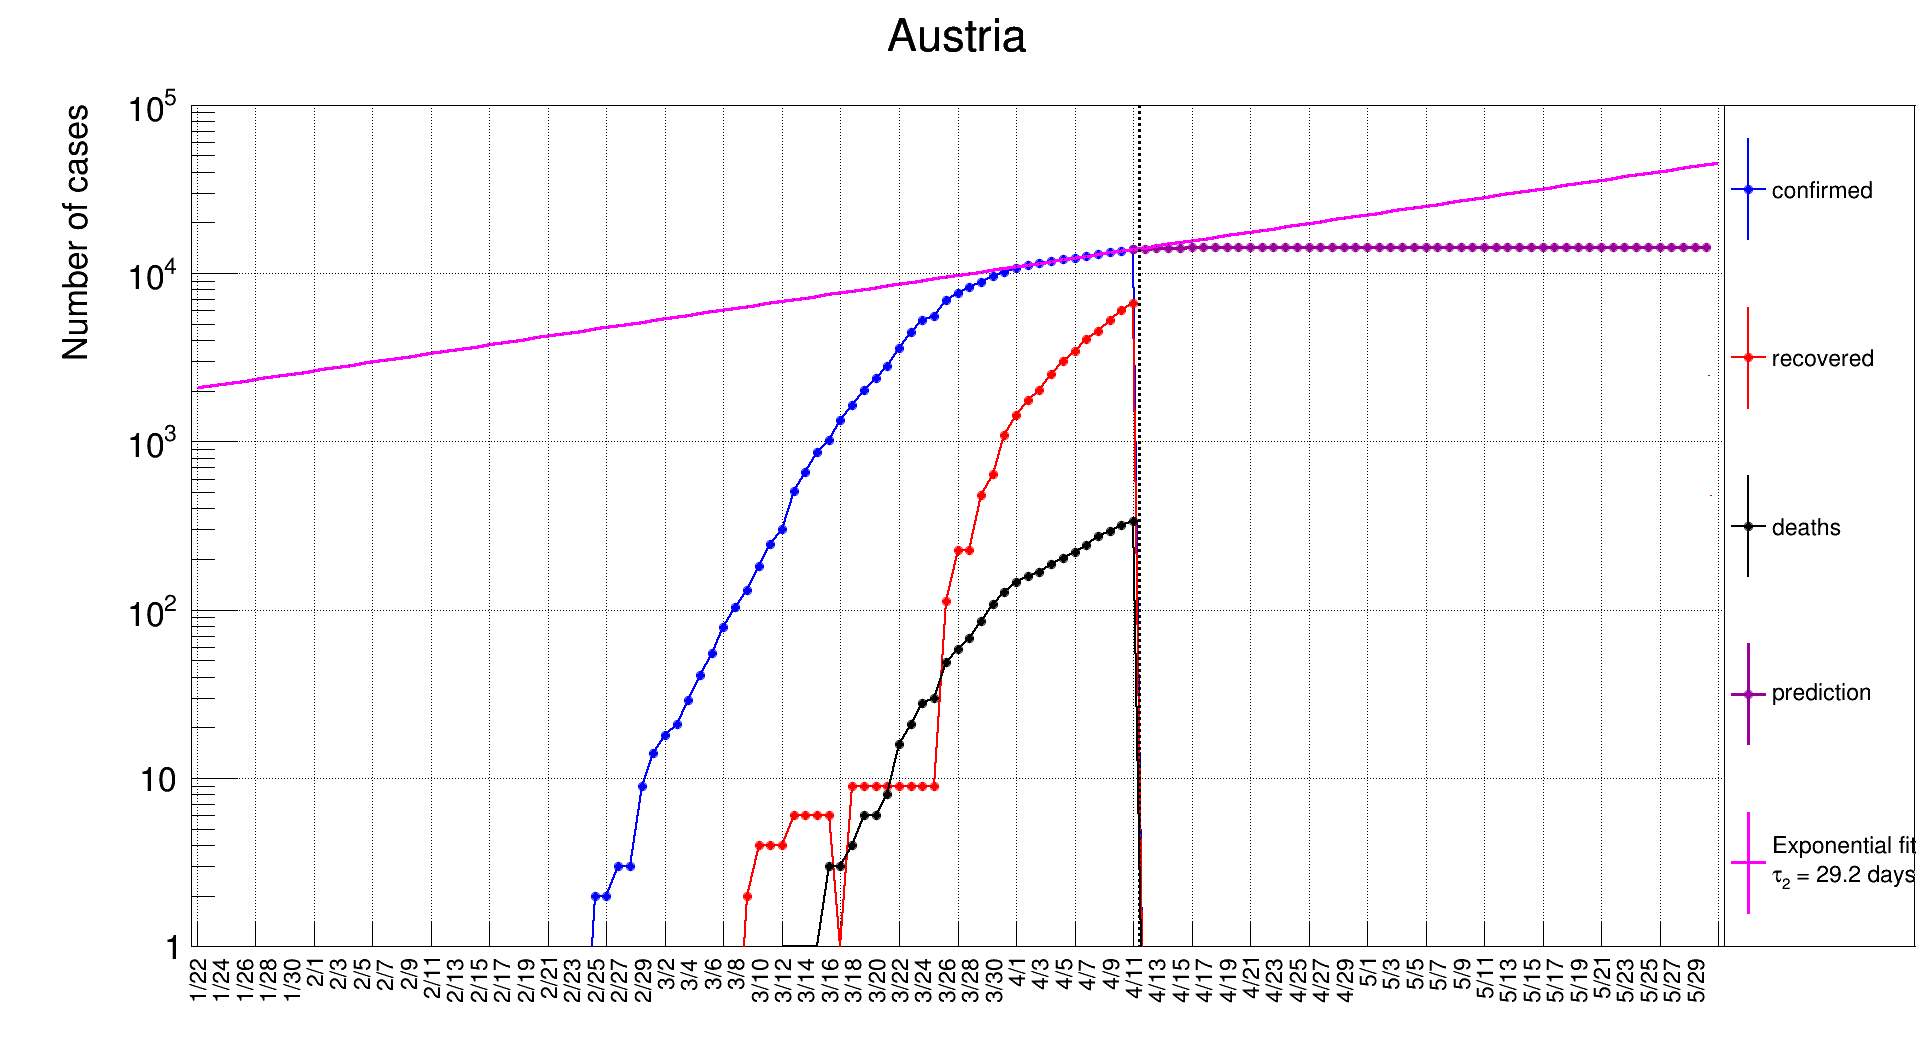 Austria
Number of cases
10^5
10^4
10^3
10^2
10
1
1/22 1/24 1/26 1/28 1/30 2/1 2/3 2/5 2/7 2/9 2/11 2/13 2/15 2/17 2/19 2/21 2/23 2/25 2/27 2/29 3/2 3/4 3/6 3/8 3/10 3/12 3/14 3/16 3/18 3/20 3/22 3/24 3/26 3/28 3/30 4/1 4/3 4/5 4/7 4/9 4/11 4/13 4/15 4/17 4/19 4/21 4/23 4/25 4/27 4/29 5/1 5/3 5/5 5/7 5/9 5/11 5/13 5/15 5/17 5/19 5/21 5/23 5/25 5/27 5/29
confirmed
recovered
deaths
prediction
Exponential fit
τ₂ = 29.2 days